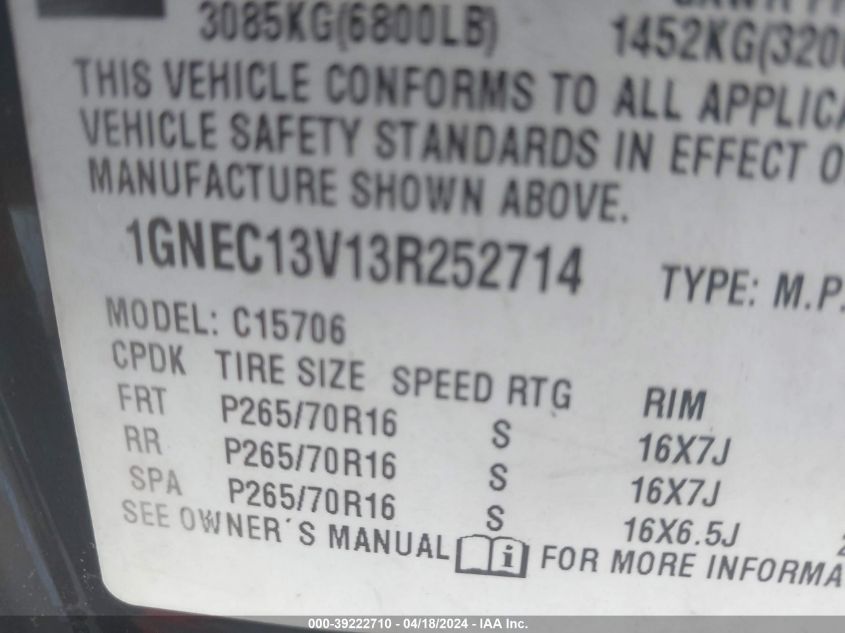 3085KG(6800LB) 1452KG(320
THIS VEHICLE CONFORMS TO ALL APPLICA
VEHICLE SAFETY STANDARDS IN EFFECT O
MANUFACTURE SHOWN ABOVE.
1GNEC13V13R252714 TYPE: M.P.
MODEL: C15706
CPDK TIRE SIZE SPEED RTG RIM
FRT P265/70R16 S 16X7J
RR P265/70R16 S 16X7J
SPA P265/70R16 S 16X6.5J
SEE OWNER'S MANUAL i FOR MORE INFORMA
000-39222710 - 04/18/2024 - IAA Inc.